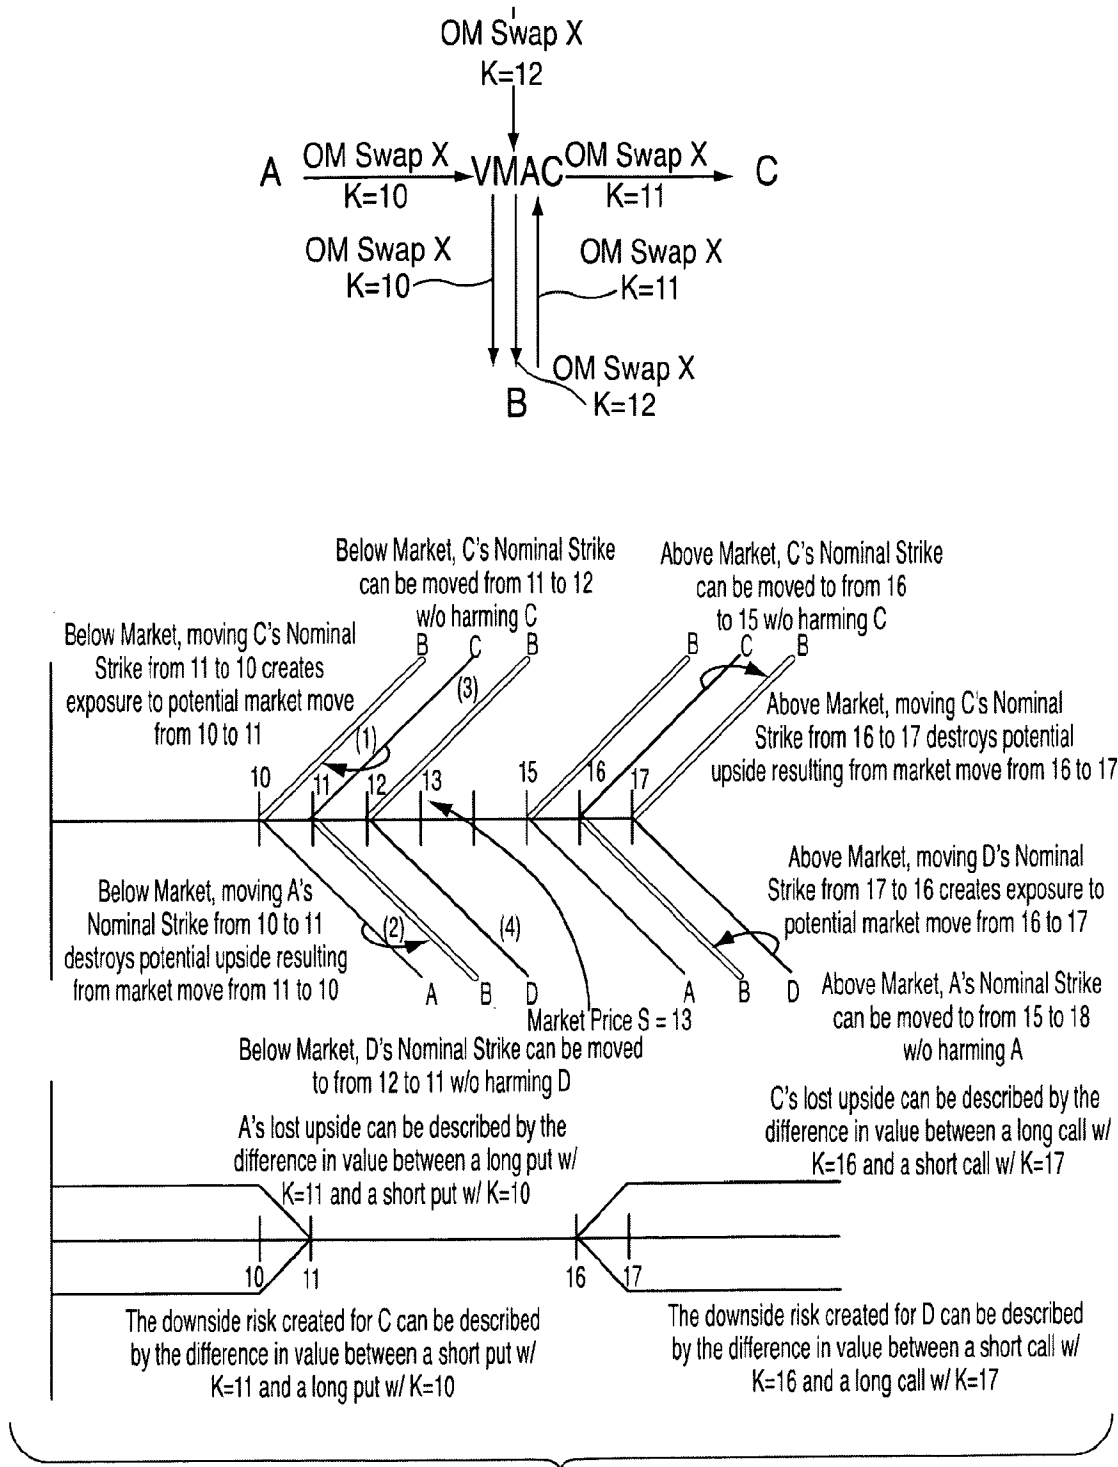 OM Swap X
K=12
A
OM Swap X
K=10
VMAC
OM Swap X
K=11
C
OM Swap X
K=10
OM Swap X
K=11
OM Swap X
K=12
B
Below Market, C's Nominal Strike
can be moved from 11 to 12
w/o harming C
Above Market, C's Nominal Strike
can be moved to from 16
to 15 w/o harming C
Below Market, moving C's Nominal
Strike from 11 to 10 creates
exposure to potential market move
from 10 to 11
B
C
B
B
C
B
(1)
(3)
Above Market, moving C's Nominal
Strike from 16 to 17 destroys potential
upside resulting from market move from 16 to 17
10
11
12
13
15
16
17
Below Market, moving A's
Nominal Strike from 10 to 11
destroys potential upside resulting
from market move from 11 to 10
(2)
(4)
Above Market, moving D's Nominal
Strike from 17 to 16 creates exposure to
potential market move from 16 to 17
A
B
D
A
B
D
Market Price S = 13
Above Market, A's Nominal Strike
can be moved to from 15 to 18
w/o harming A
Below Market, D's Nominal Strike can be moved
to from 12 to 11 w/o harming D
A's lost upside can be described by the
difference in value between a long put w/
K=11 and a short put w/ K=10
C's lost upside can be described by the
difference in value between a long call w/
K=16 and a short call w/ K=17
10
11
16
17
The downside risk created for C can be described
by the difference in value between a short put w/
K=11 and a long put w/ K=10
The downside risk created for D can be described
by the difference in value between a short call w/
K=16 and a long call w/ K=17